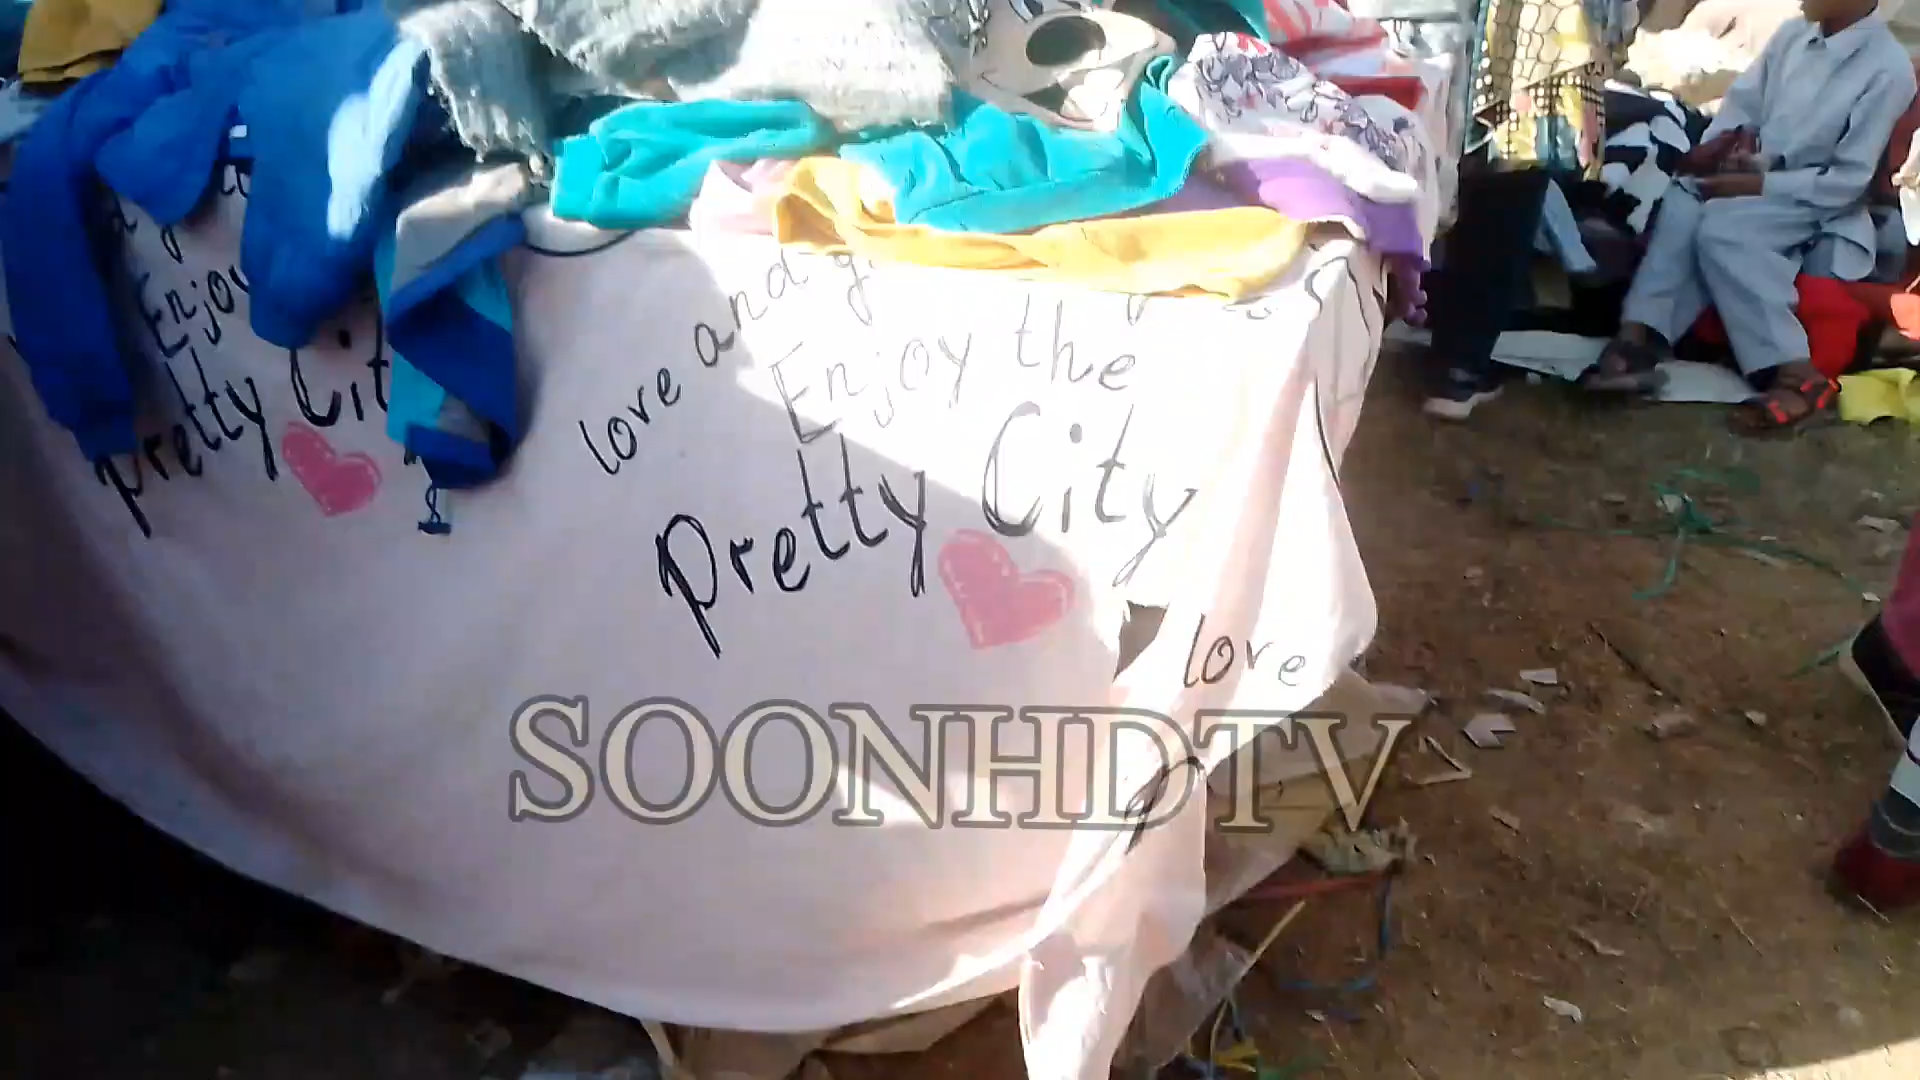 Enjoy
Pretty Cit
love and g
Enjoy the
Pretty City
love
SOONHDTV